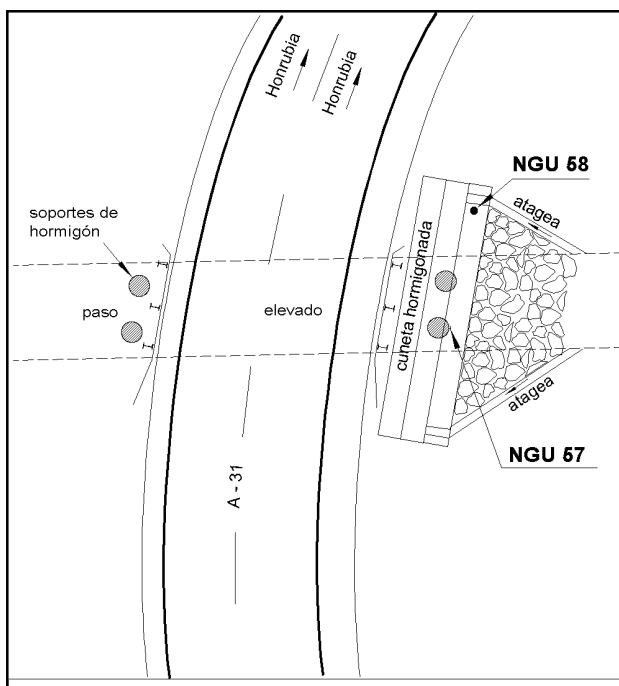 Honrubia
Honrubia
NGU 58
atagea
soportes de
hormigón
paso
elevado
cuneta hormigonada
atagea
NGU 57
A - 31